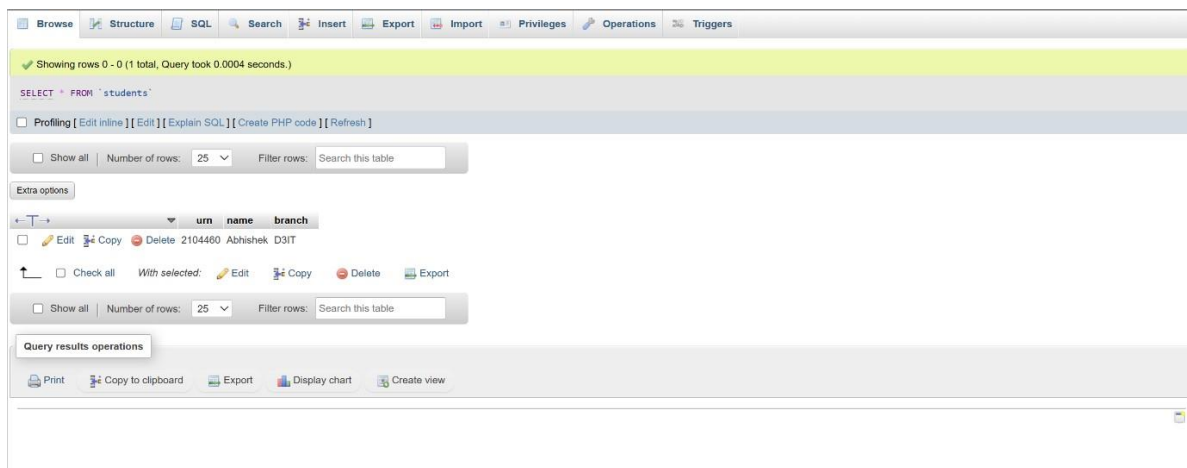 Browse Structure SQL Search Insert Export Import Privileges Operations Triggers
Showing rows 0 - 0 (1 total, Query took 0.0004 seconds.)
SELECT * FROM `students`
Profiling [ Edit inline ] [ Edit ] [ Explain SQL ] [ Create PHP code ] [ Refresh ]
Show all | Number of rows: 25 Filter rows: Search this table
Extra options
←T→ urn name branch
Edit Copy Delete 2104460 Abhishek D3IT
Check all With selected: Edit Copy Delete Export
Show all | Number of rows: 25 Filter rows: Search this table
Query results operations
Print Copy to clipboard Export Display chart Create view